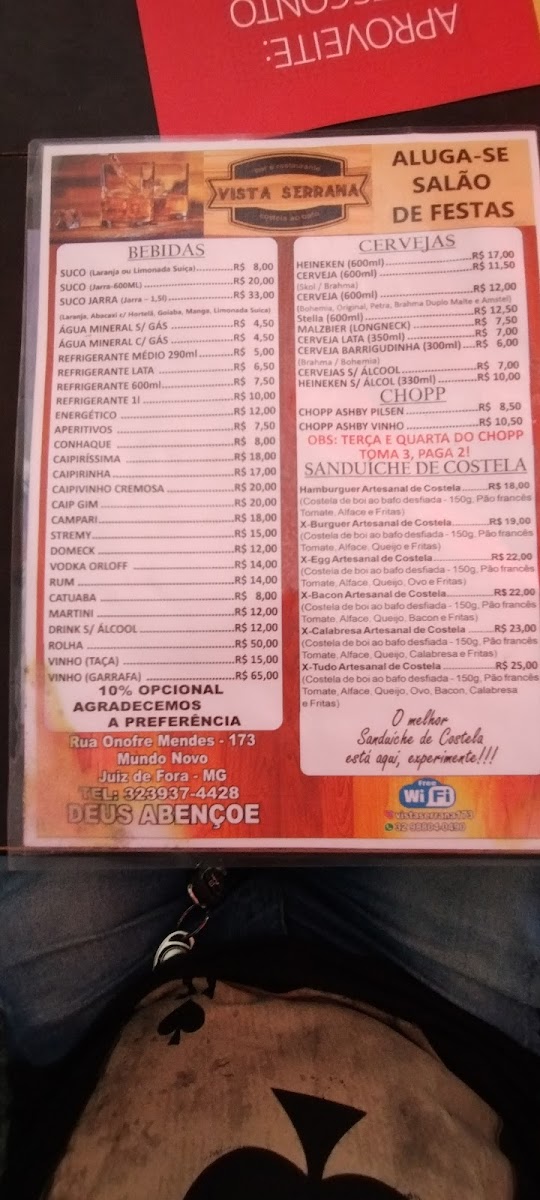 APROVEITE:
DESCONTO
bar e restaurante
VISTA SERRANA
costela ao bafo
ALUGA-SE
SALÃO
DE FESTAS
BEBIDAS
SUCO (Laranja ou Limonada Suiça)..........R$ 8,00
SUCO (Jarra-600ML) ..........R$ 20,00
SUCO JARRA (Jarra - 1,50) ..........R$ 33,00
(Laranja, Abacaxi c/ Hortelã, Goiaba, Manga, Limonada Suica)
ÁGUA MINERAL S/ GÁS ..........R$ 4,50
ÁGUA MINERAL C/ GÁS ..........R$ 4,50
REFRIGERANTE MÉDIO 290ml..........R$ 5,00
REFRIGERANTE LATA ..........R$ 6,50
REFRIGERANTE 600ml..........R$ 7,50
REFRIGERANTE 1l ..........R$ 10,00
ENERGÉTICO ..........R$ 12,00
APERITIVOS ..........R$ 7,50
CONHAQUE ..........R$ 8,00
CAIPIRÍSSIMA ..........R$ 18,00
CAIPIRINHA ..........R$ 17,00
CAIPIVINHO CREMOSA ..........R$ 20,00
CAIP GIM ..........R$ 20,00
CAMPARI..........R$ 18,00
STREMY..........R$ 15,00
DOMECK ..........R$ 12,00
VODKA ORLOFF ..........R$ 14,00
RUM ..........R$ 14,00
CATUABA ..........R$ 8,00
MARTINI ..........R$ 12,00
DRINK S/ ÁLCOOL..........R$ 12,00
ROLHA ..........R$ 50,00
VINHO (TAÇA) ..........R$ 15,00
VINHO (GARRAFA) ..........R$ 65,00
10% OPCIONAL
AGRADECEMOS
A PREFERÊNCIA
Rua Onofre Mendes - 173
Mundo Novo
Juiz de Fora - MG
TEL: 323937-4428
DEUS ABENÇOE
CERVEJAS
HEINEKEN (600ml)..........R$ 17,00
CERVEJA (600ml) ..........R$ 11,50
(Skol / Brahma)
CERVEJA (600ml) ..........R$ 12,00
(Bohemia, Original, Petra, Brahma Duplo Malte e Amstel)
Stella (600ml)..........R$ 12,50
MALZBIER (LONGNECK) ..........R$ 7,50
CERVEJA LATA (350ml) ..........R$ 7,00
CERVEJA BARRIGUDINHA (300ml)....R$ 6,00
(Brahma / Bohemia)
CERVEJAS S/ ÁLCOOL..........R$ 7,00
HEINEKEN S/ ÁLCOL (330ml) ..........R$ 10,00
CHOPP
CHOPP ASHBY PILSEN ..........R$ 8,50
CHOPP ASHBY VINHO ..........R$ 10,50
OBS: TERÇA E QUARTA DO CHOPP
TOMA 3, PAGA 2!
SANDUICHE DE COSTELA
Hamburguer Artesanal de Costela..........R$ 18,00
(Costela de boi ao bafo desfiada - 150g, Pão francês
Tomate, Alface e Fritas)
X-Burguer Artesanal de Costela..........R$ 19,00
(Costela de boi ao bafo desfiada - 150g, Pão francês
Tomate, Alface, Queijo e Fritas)
X-Egg Artesanal de Costela..........R$ 22,00
(Costela de boi ao bafo desfiada - 150g, Pão francês
Tomate, Alface, Queijo, Ovo e Fritas)
X-Bacon Artesanal de Costela..........R$ 22,00
(Costela de boi ao bafo desfiada - 150g, Pão francês
Tomate, Alface, Queijo, Bacon e Fritas)
X-Calabresa Artesanal de Costela ..........R$ 23,00
(Costela de boi ao bafo desfiada - 150g, Pão francês
Tomate, Alface, Queijo, Calabresa e Fritas)
X-Tudo Artesanal de Costela..........R$ 25,00
(Costela de boi ao bafo desfiada - 150g, Pão francês
Tomate, Alface, Queijo, Ovo, Bacon, Calabresa
e Fritas)
O melhor
Sanduiche de Costela
está aqui, experimente!!!
Free
Wi Fi
vistaserrana173
32 98804-0490